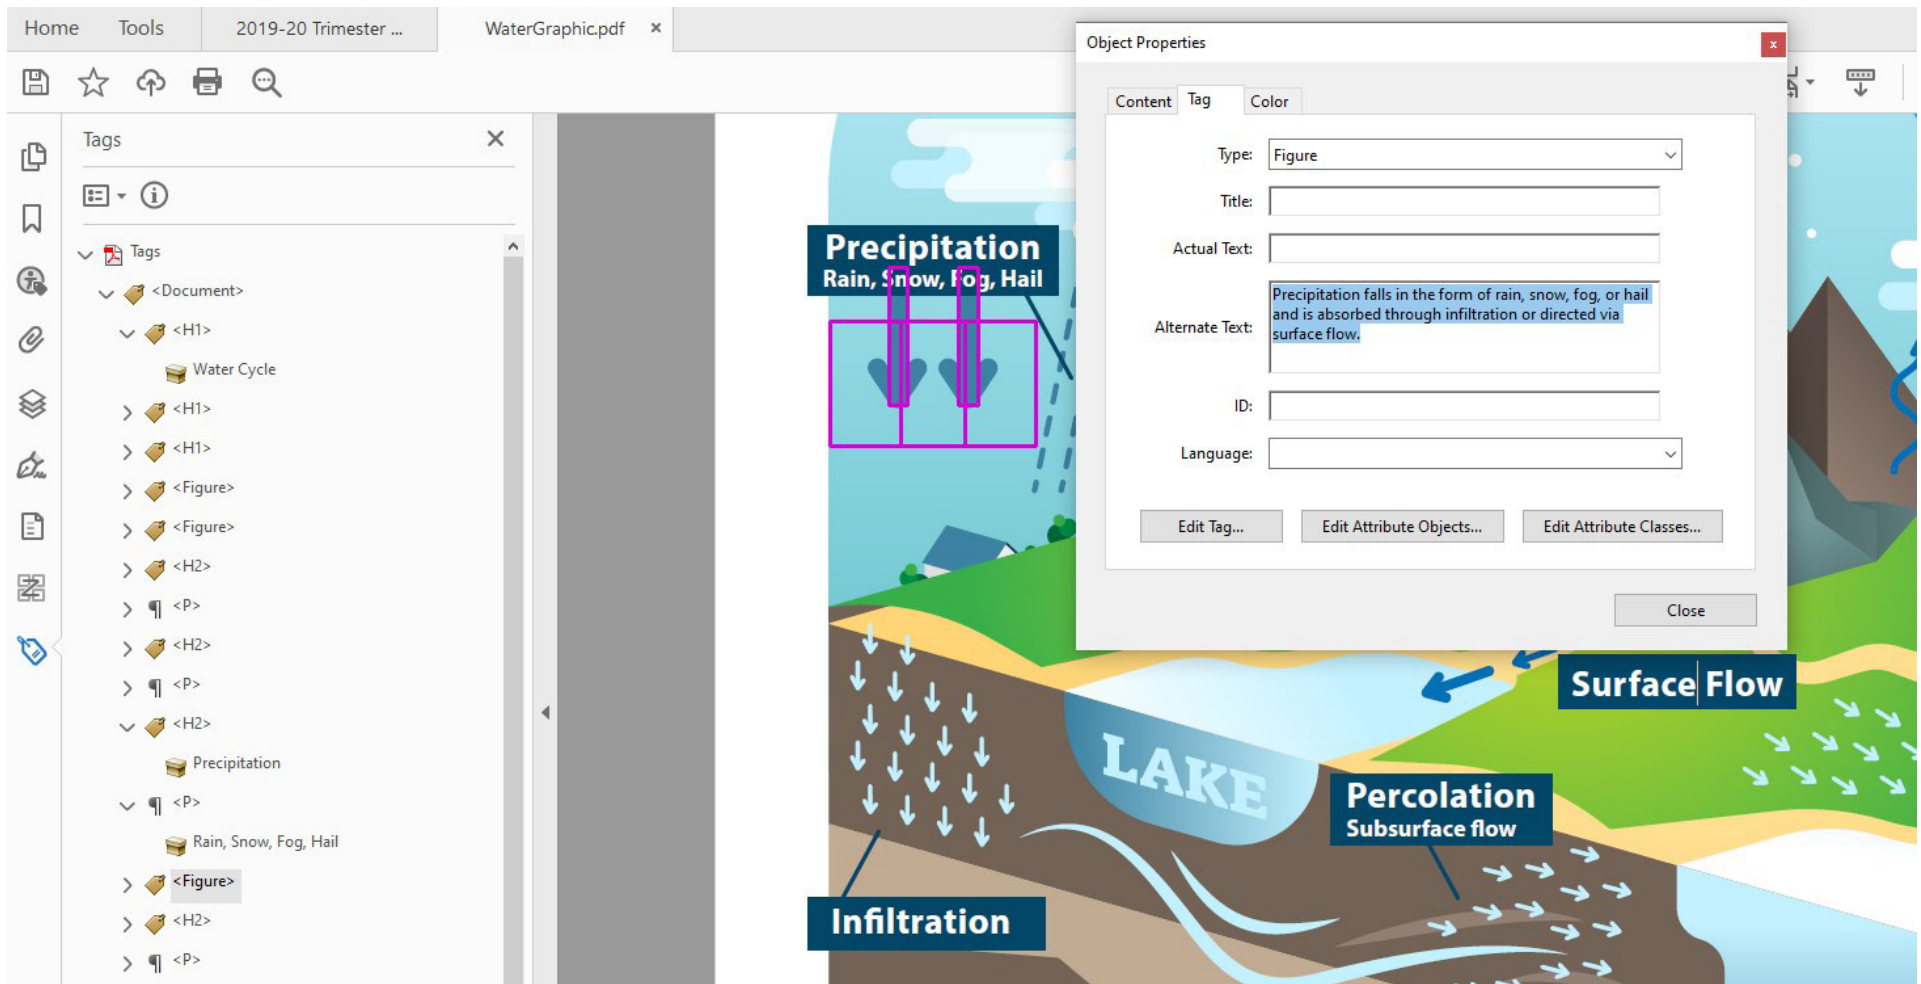 Home Tools 2019-20 Trimester ... WaterGraphic.pdf ×
Tags
Tags
<Document>
<H1>
Water Cycle
<H1>
<H1>
<Figure>
<Figure>
<H2>
<P>
<H2>
<P>
<H2>
Precipitation
<P>
Rain, Snow, Fog, Hail
<Figure>
<H2>
<P>
Precipitation
Rain, Snow, Fog, Hail
Object Properties
x
Content Tag Color
Type: Figure
Title:
Actual Text:
Alternate Text: Precipitation falls in the form of rain, snow, fog, or hail
and is absorbed through infiltration or directed via
surface flow.
ID:
Language:
Edit Tag... Edit Attribute Objects... Edit Attribute Classes...
Close
Surface Flow
LAKE
Percolation
Subsurface flow
Infiltration